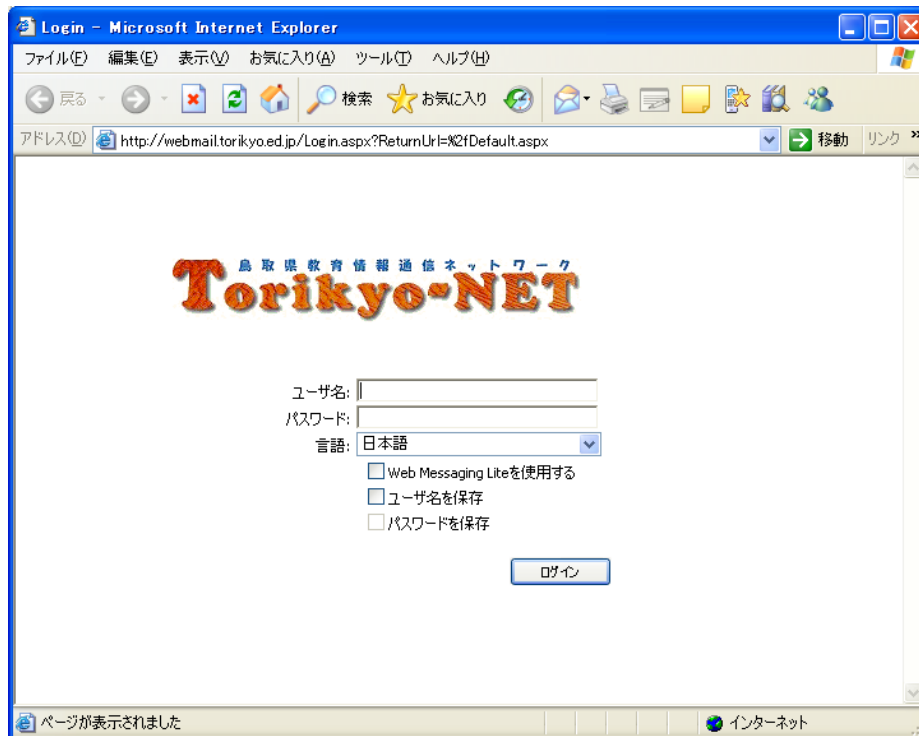 Login - Microsoft Internet Explorer
ファイル(F) 編集(E) 表示(V) お気に入り(A) ツール(T) ヘルプ(H)
戻る 検索 お気に入り
アドレス(D) http://webmail.torikyo.ed.jp/Login.aspx?ReturnUrl=%2fDefault.aspx 移動 リンク »
鳥取県教育情報通信ネットワーク
Torikyo-NET
ユーザ名:
パスワード:
言語: 日本語
Web Messaging Liteを使用する
ユーザ名を保存
パスワードを保存
ログイン
ページが表示されました インターネット